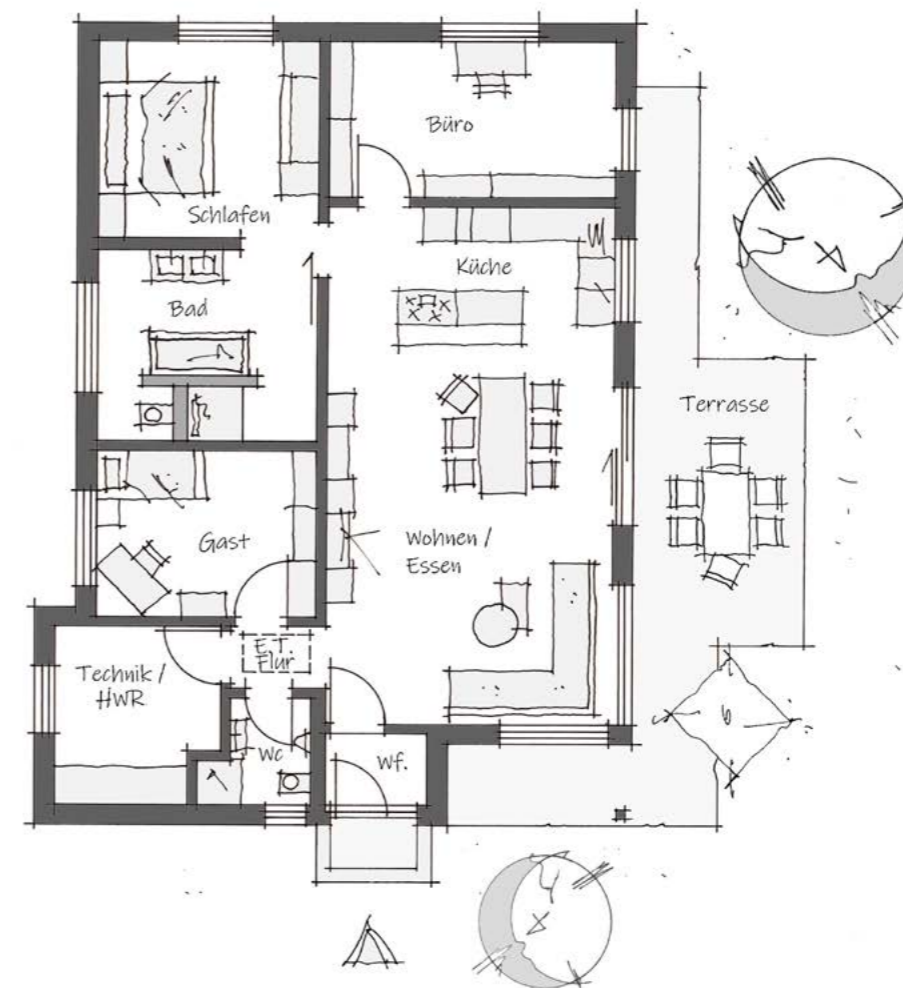 Büro
Schlafen
Küche
Bad
Terrasse
Gast
Wohnen /
Essen
E.T.
Flur
Technik /
HWR
Wc
Wf.